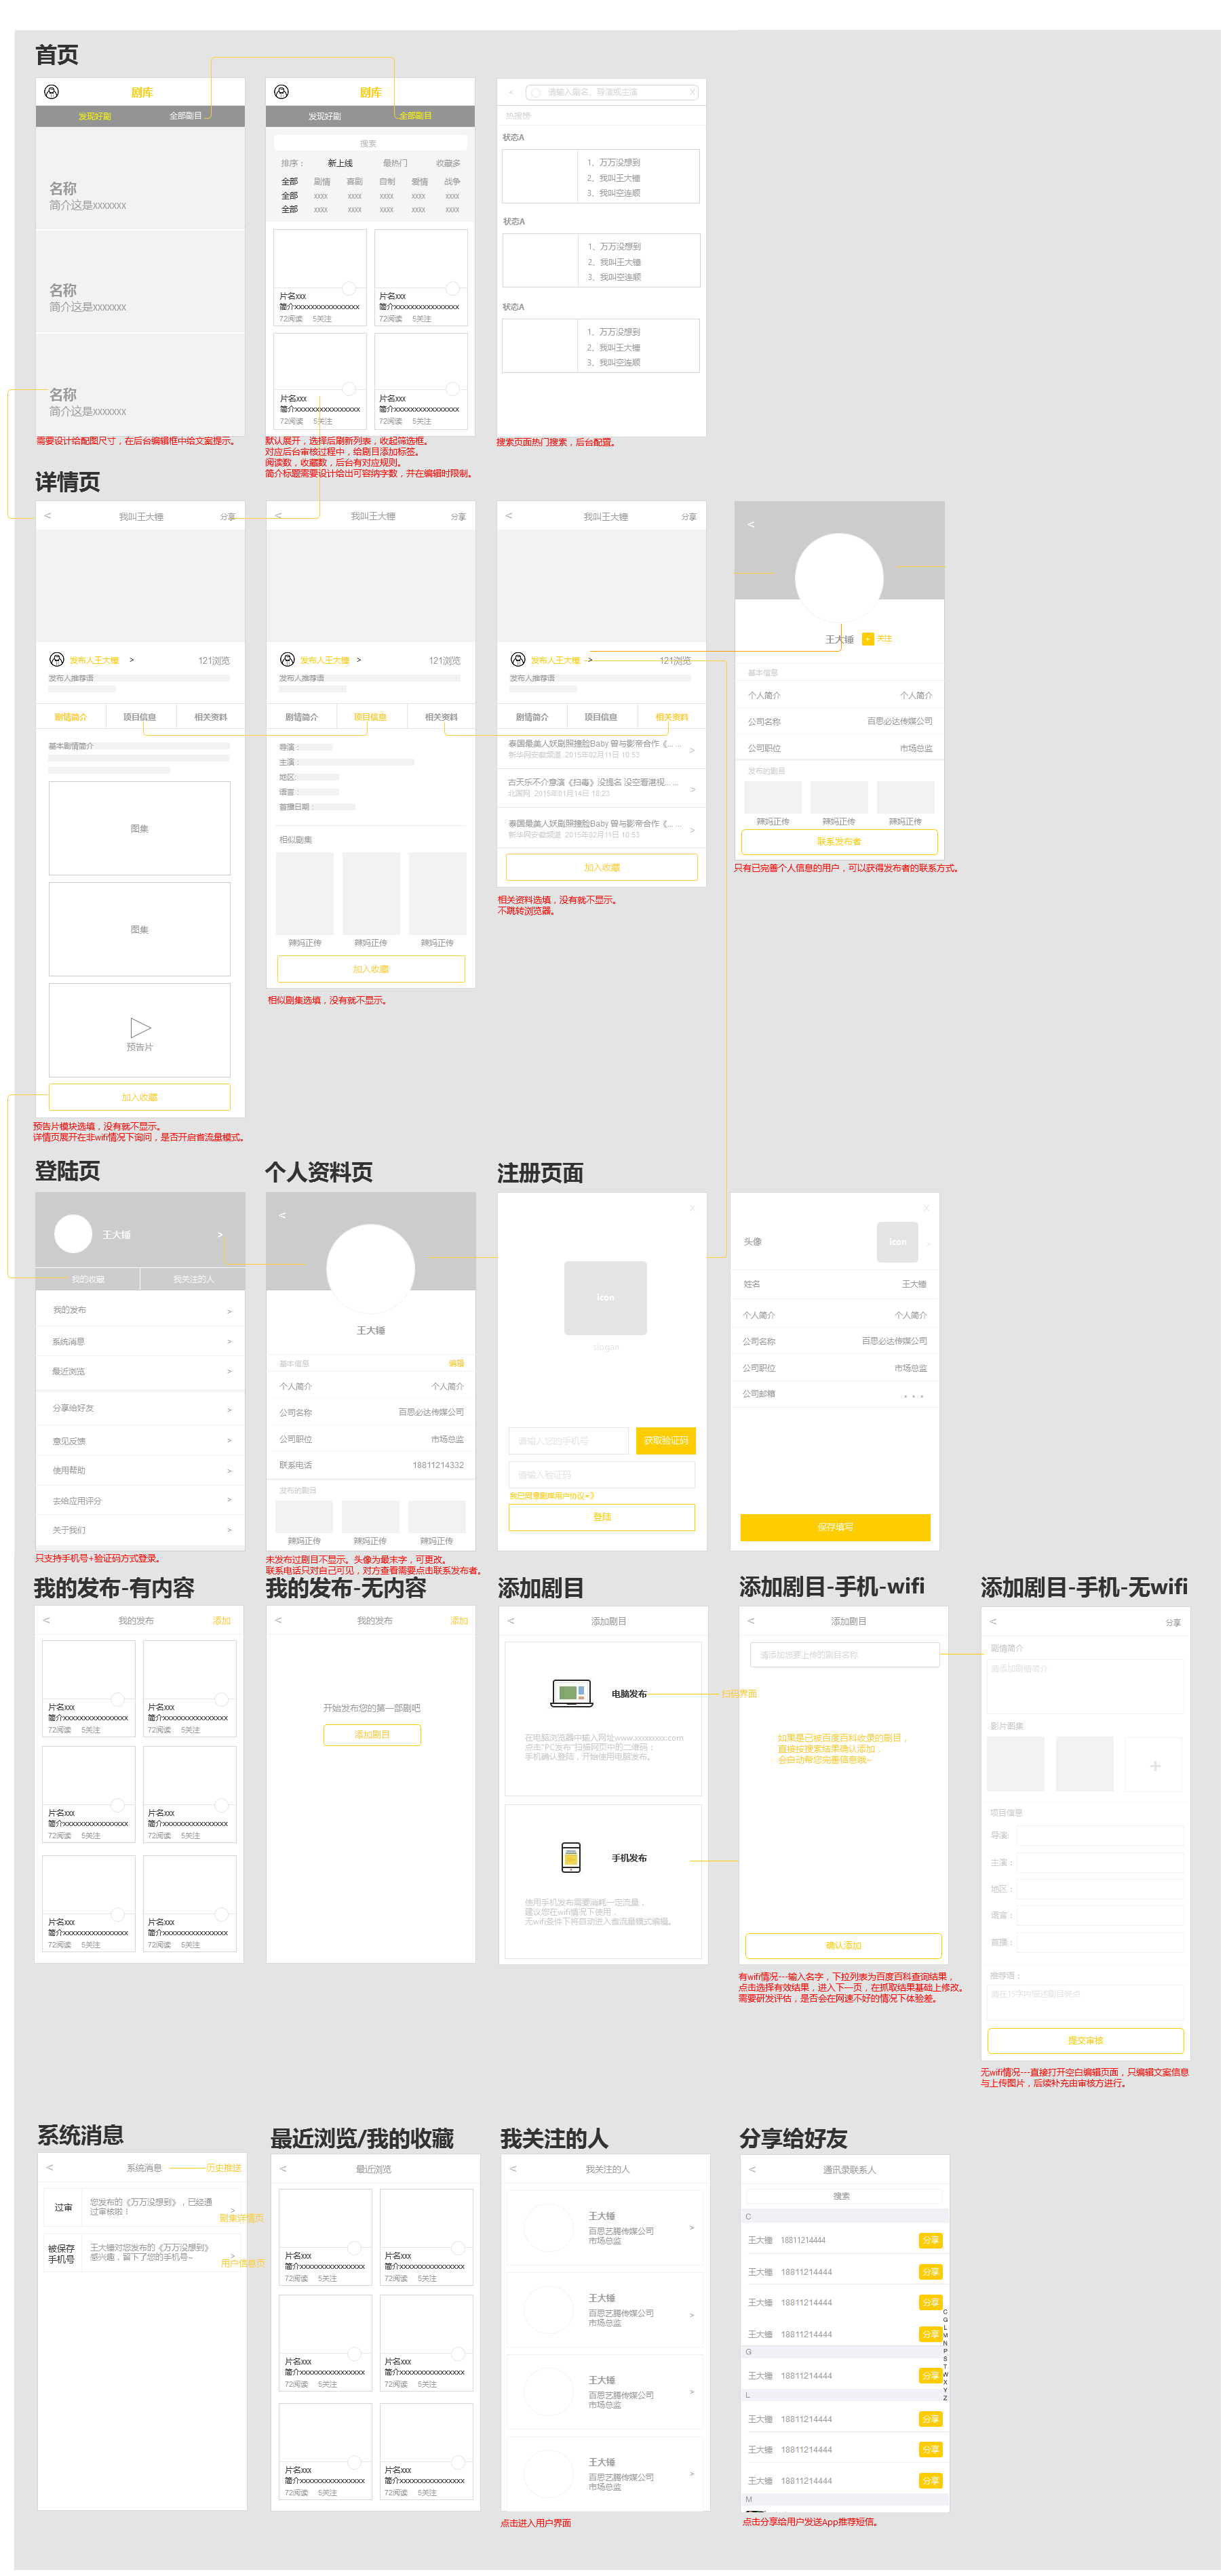 首页
剧库
发现好剧 全部剧目
名称
简介这是xxxxxxx
名称
简介这是xxxxxxx
名称
简介这是xxxxxxx
需要设计给配图尺寸，在后台编辑框中给文案提示。
剧库
发现好剧 全部剧目
搜索
排序： 新上线 最热门 收藏多
全部 剧情 喜剧 自制 爱情 战争
全部 xxxx xxxx xxxx xxxx xxxx
全部 xxxx xxxx xxxx xxxx xxxx
片名xxx 片名xxx
简介xxxxxxxxxxxxxxxx 简介xxxxxxxxxxxxxxxx
72阅读 5关注 72阅读 5关注
片名xxx 片名xxx
简介xxxxxxxxxxxxxxxx 简介xxxxxxxxxxxxxxxx
72阅读 5关注 72阅读 5关注
默认展开，选择后刷新列表，收起筛选框。
对应后台审核过程中，给剧目添加标签。
阅读数，收藏数，后台有对应规则。
简介标题需要设计给出可容纳字数，并在编辑时限制。
< 请输入剧名、导演或主演 X
热搜榜
状态A
1、万万没想到
2、我叫王大锤
3、我叫空连顺
状态A
1、万万没想到
2、我叫王大锤
3、我叫空连顺
状态A
1、万万没想到
2、我叫王大锤
3、我叫空连顺
搜索页面热门搜索，后台配置。
详情页
< 我叫王大锤 分享
发布人王大锤 > 121浏览
发布人推荐语
剧情简介 项目信息 相关资料
基本剧情简介
图集
图集
预告片
加入收藏
预告片模块选填，没有就不显示。
详情页展开在非wifi情况下询问，是否开启省流量模式。
< 我叫王大锤 分享
发布人王大锤 > 121浏览
发布人推荐语
剧情简介 项目信息 相关资料
导演：
主演：
地区:
语言：
首播日期：
相似剧集
辣妈正传 辣妈正传 辣妈正传
加入收藏
相似剧集选填，没有就不显示。
< 我叫王大锤 分享
发布人王大锤 > 121浏览
发布人推荐语
剧情简介 项目信息 相关资料
泰国最美人妖剧照撞脸Baby 曾与影帝合作《... ...
新华网安徽频道 2015年02月11日 10:53 >
古天乐不介意演《扫毒》没提名 没空看港视... ...
北国网 2015年01月14日 18:23 >
泰国最美人妖剧照撞脸Baby 曾与影帝合作《... ...
新华网安徽频道 2015年02月11日 10:53 >
加入收藏
相关资料选填，没有就不显示。
不跳转浏览器。
<
王大锤 + 关注
基本信息
个人简介 个人简介
公司名称 百思必达传媒公司
公司职位 市场总监
发布的剧目
辣妈正传 辣妈正传 辣妈正传
联系发布者
只有已完善个人信息的用户，可以获得发布者的联系方式。
登陆页
王大锤 >
我的收藏 我关注的人
我的发布 >
系统消息 >
最近浏览 >
分享给好友 >
意见反馈 >
使用帮助 >
去给应用评分 >
关于我们 >
只支持手机号+验证码方式登录。
个人资料页
<
王大锤
基本信息 编辑
个人简介 个人简介
公司名称 百思必达传媒公司
公司职位 市场总监
联系电话 18811214332
发布的剧目
辣妈正传 辣妈正传 辣妈正传
未发布过剧目不显示。头像为最末字，可更改。
联系电话只对自己可见，对方查看需要点击联系发布者。
注册页面
X
icon
slogan
请输入您的手机号 获取验证码
请输入验证码
我已同意剧库用户协议->
登陆
X
头像 icon
姓名 王大锤
个人简介 个人简介
公司名称 百思必达传媒公司
公司职位 市场总监
公司邮箱 . . .
保存填写
我的发布-有内容
< 我的发布 添加
片名xxx 片名xxx
简介xxxxxxxxxxxxxxxx 简介xxxxxxxxxxxxxxxx
72阅读 5关注 72阅读 5关注
片名xxx 片名xxx
简介xxxxxxxxxxxxxxxx 简介xxxxxxxxxxxxxxxx
72阅读 5关注 72阅读 5关注
片名xxx 片名xxx
简介xxxxxxxxxxxxxxxx 简介xxxxxxxxxxxxxxxx
72阅读 5关注 72阅读 5关注
我的发布-无内容
< 我的发布 添加
开始发布您的第一部剧吧
添加剧目
添加剧目
< 添加剧目
电脑发布
扫码界面
在电脑浏览器中输入网址www.xxxxxxxxx.com
点击"PC发布"扫描网页中的二维码；
手机确认登陆，开始使用电脑发布。
手机发布
使用手机发布需要消耗一定流量，
建议您在wifi情况下使用，
无wifi条件下将自动进入省流量模式编辑。
添加剧目-手机-wifi
< 添加剧目
请添加您要上传的剧目名称
如果是已被百度百科收录的剧目，
直接按搜索结果确认添加，
会自动帮您完善信息哦~
确认添加
有wifi情况---输入名字，下拉列表为百度百科查询结果，
点击选择有效结果，进入下一页，在抓取结果基础上修改。
需要研发评估，是否会在网速不好的情况下体验差。
添加剧目-手机-无wifi
< 分享
剧情简介
请添加剧情简介
影片图集
+
项目信息
导演:
主演：
地区：
语言：
首播：
推荐语：
请在15字内描述剧目亮点
提交审核
无wifi情况---直接打开空白编辑页面，只编辑文案信息
与上传图片，后续补充由审核方进行。
系统消息
< 系统消息 历史推送
过审 您发布的《万万没想到》，已经通
过审核啦！ >
剧集详情页
被保存
手机号 王大锤对您发布的《万万没想到》
感兴趣，留下了您的手机号~ >
用户信息页
最近浏览/我的收藏
< 最近浏览
片名xxx 片名xxx
简介xxxxxxxxxxxxxxxx 简介xxxxxxxxxxxxxxxx
72阅读 5关注 72阅读 5关注
片名xxx 片名xxx
简介xxxxxxxxxxxxxxxx 简介xxxxxxxxxxxxxxxx
72阅读 5关注 72阅读 5关注
片名xxx 片名xxx
简介xxxxxxxxxxxxxxxx 简介xxxxxxxxxxxxxxxx
72阅读 5关注 72阅读 5关注
我关注的人
< 我关注的人
王大锤
百思艺腾传媒公司
市场总监 >
王大锤
百思艺腾传媒公司
市场总监 >
王大锤
百思艺腾传媒公司
市场总监 >
王大锤
百思艺腾传媒公司
市场总监 >
点击进入用户界面
分享给好友
< 通讯录联系人
搜索
C
王大锤 18811214444 分享
王大锤 18811214444 分享
王大锤 18811214444 分享
王大锤 18811214444 分享
G
王大锤 18811214444 分享
L
王大锤 18811214444 分享
王大锤 18811214444 分享
王大锤 18811214444 分享
M
C
G
L
M
N
P
S
T
W
X
Y
Z
点击分享给用户发送App推荐短信。